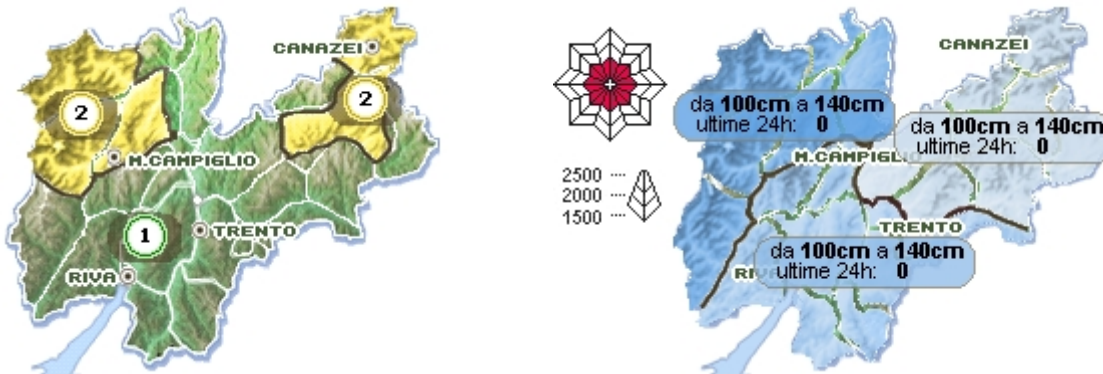 CANAZEI
2
2
M.CAMPIGLIO
1
TRENTO
RIVA
2500
2000
1500
CANAZEI
da 100cm a 140cm
ultime 24h: 0
da 100cm a 140cm
ultime 24h: 0
M.CAMPIGLIO
TRENTO
da 100cm a 140cm
ultime 24h: 0